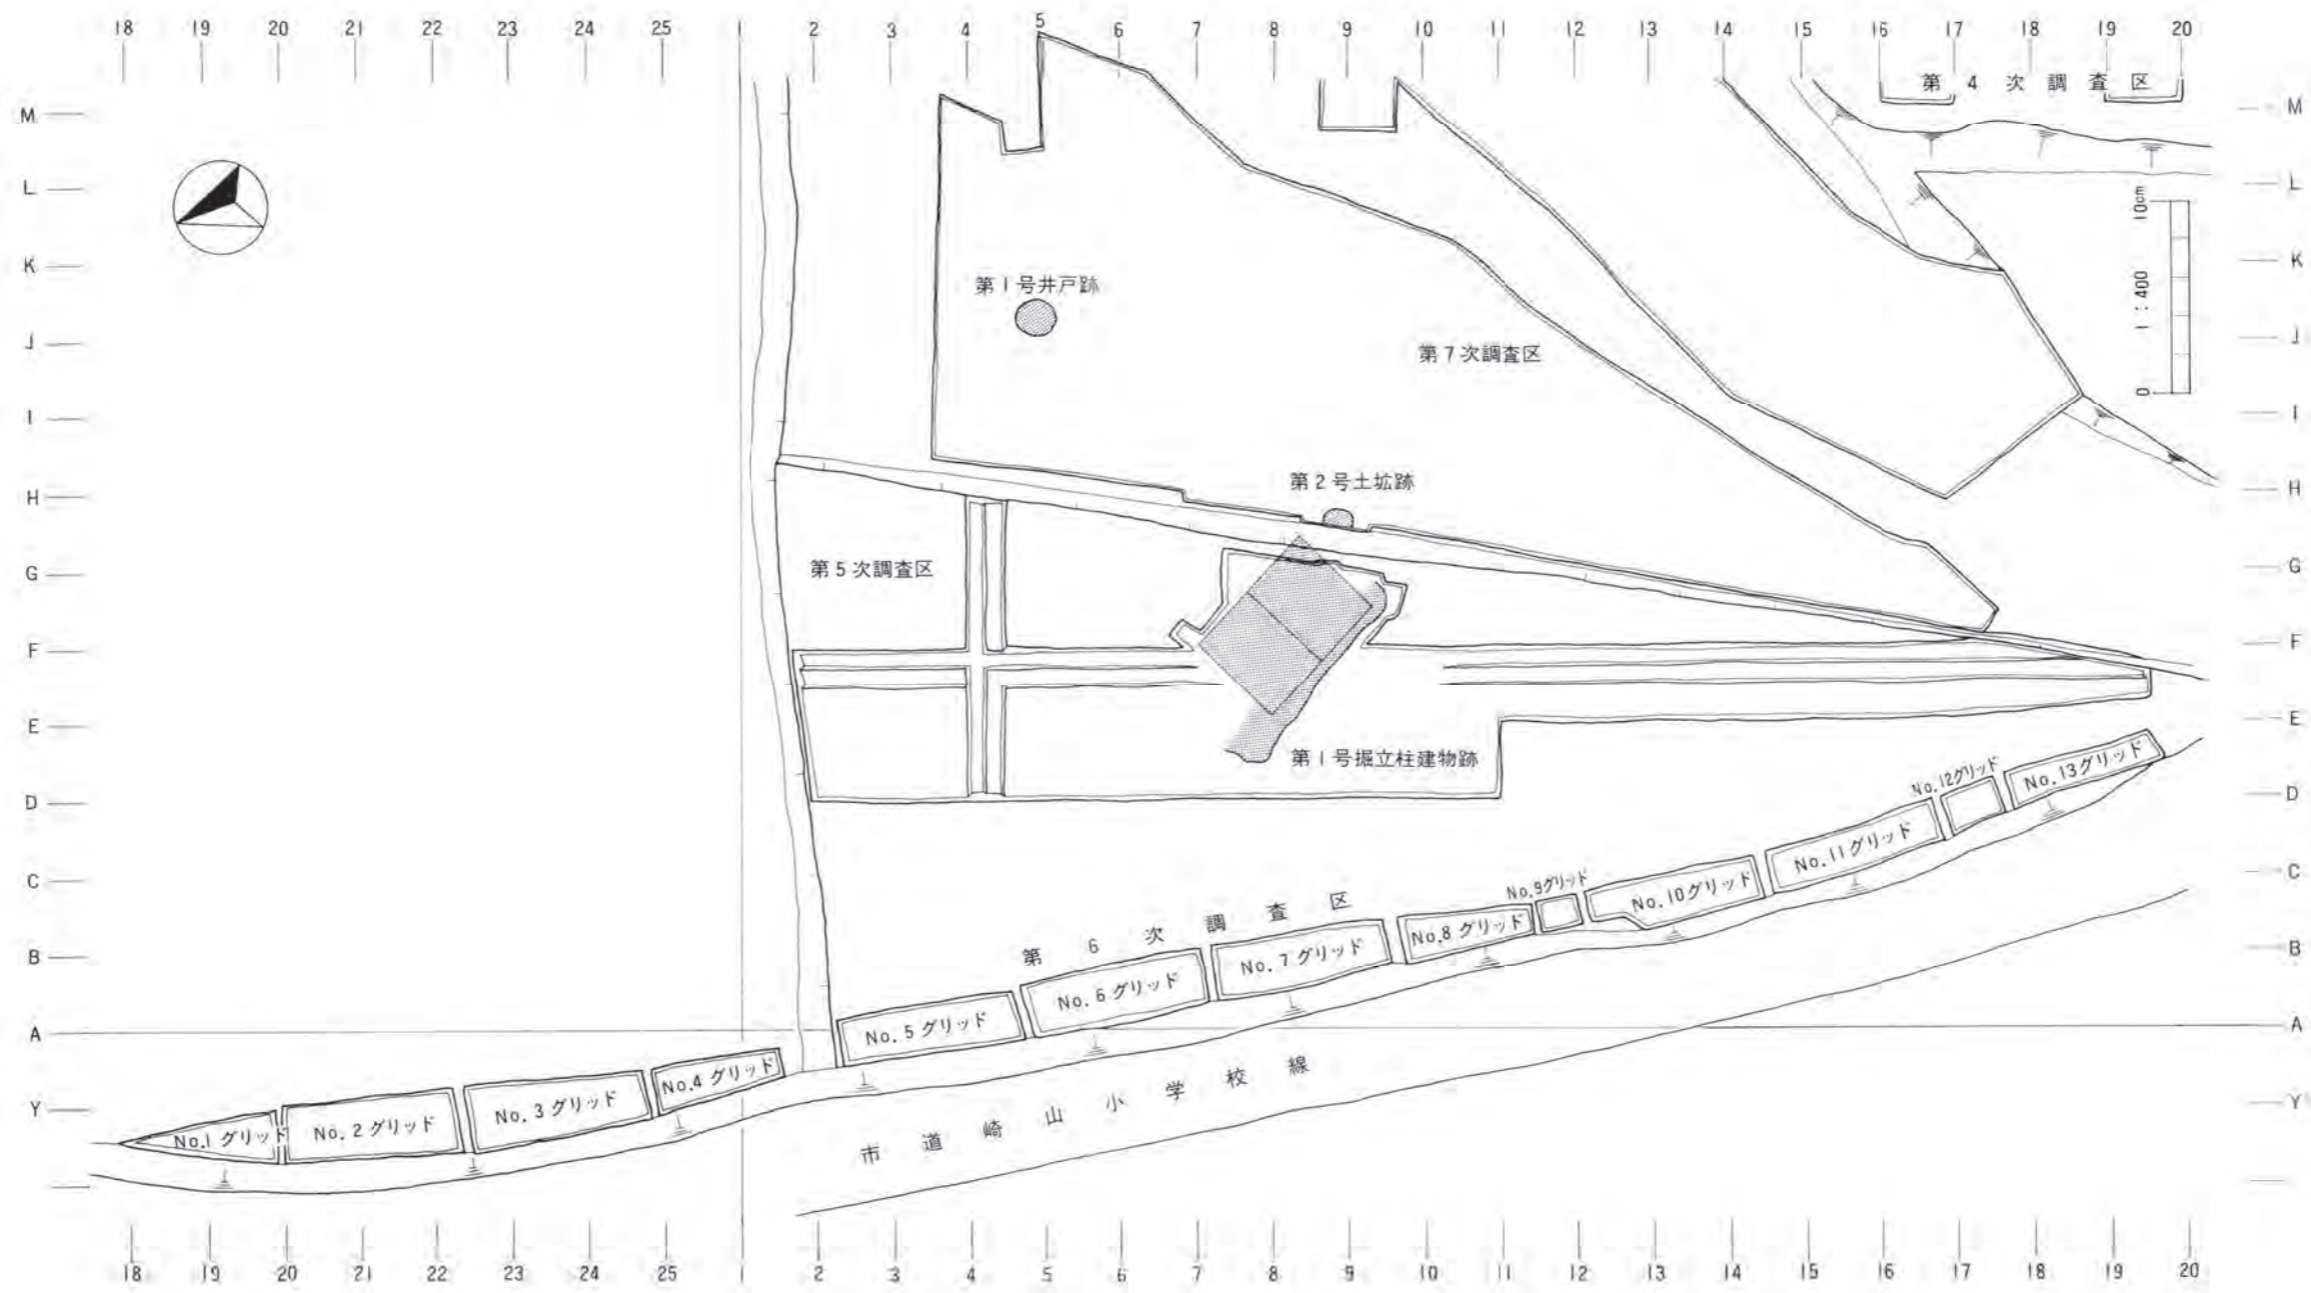 18 19 20 21 22 23 24 25 1 2 3 4 5 6 7 8 9 10 11 12 13 14 15 16 17 18 19 20
第4次調査区
M M
L L
K K
J J
I I
H H
G G
F F
E E
D D
C C
B B
A A
Y Y
10cm
1:400
0
第1号井戸跡
第7次調査区
第2号土拡跡
第5次調査区
第1号掘立柱建物跡
第6次調査区
No.13グリッド
No.12グリッド
No.11グリッド
No.10グリッド
No.9グリッド
No.8グリッド
No.7グリッド
No.6グリッド
No.5グリッド
No.4グリッド
No.3グリッド
No.2グリッド
No.1グリッド
市道崎山小学校線
18 19 20 21 22 23 24 25 1 2 3 4 5 6 7 8 9 10 11 12 13 14 15 16 17 18 19 20